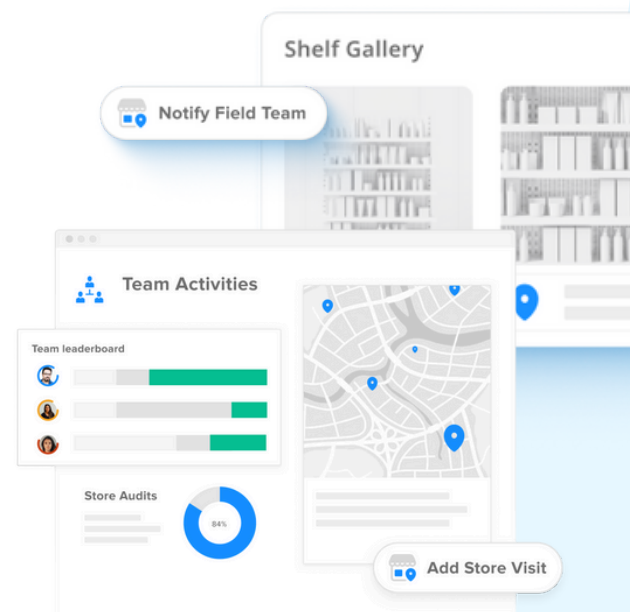 Shelf Gallery
Notify Field Team
Team Activities
Team leaderboard
Store Audits
84%
Add Store Visit